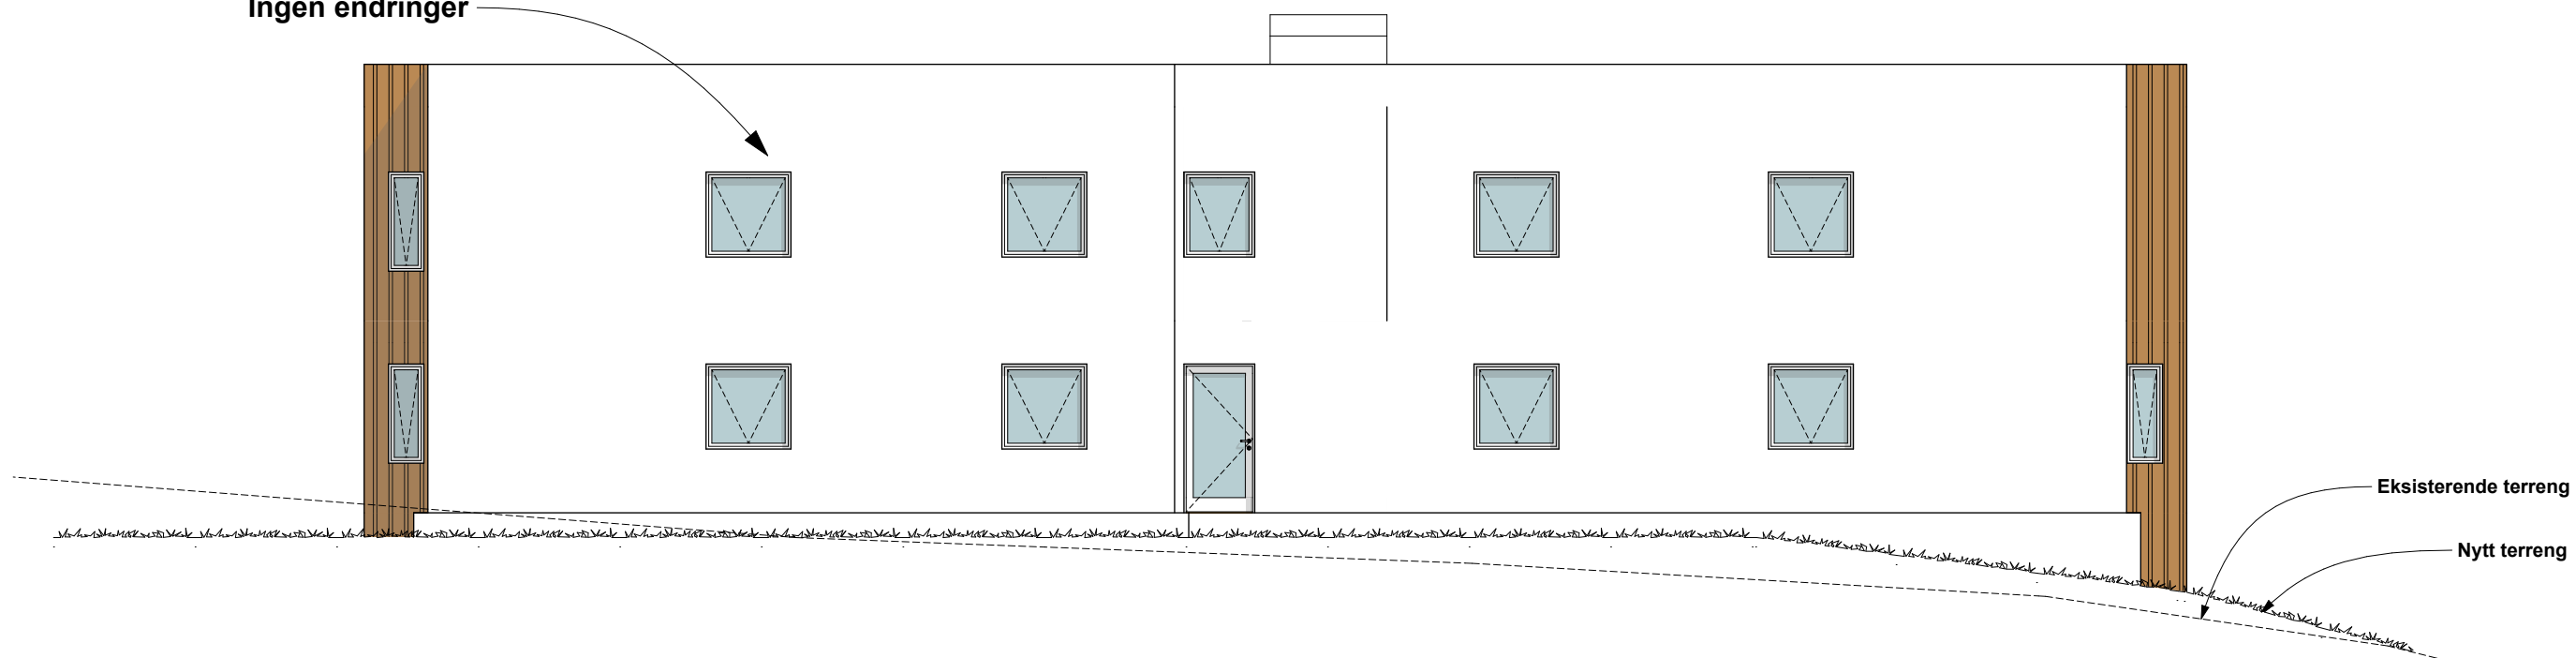 Ingen endringer
Eksisterende terreng
Nytt terreng